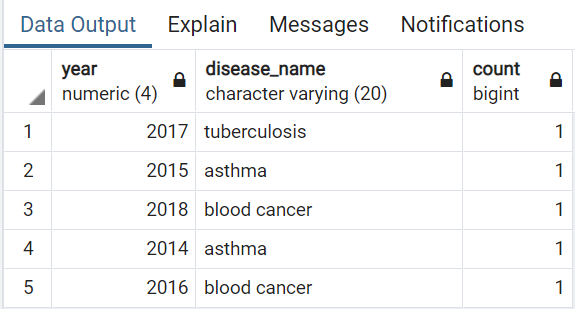 Data Output Explain Messages Notifications
year disease_name count
numeric (4) character varying (20) bigint
1 2017 tuberculosis 1
2 2015 asthma 1
3 2018 blood cancer 1
4 2014 asthma 1
5 2016 blood cancer 1